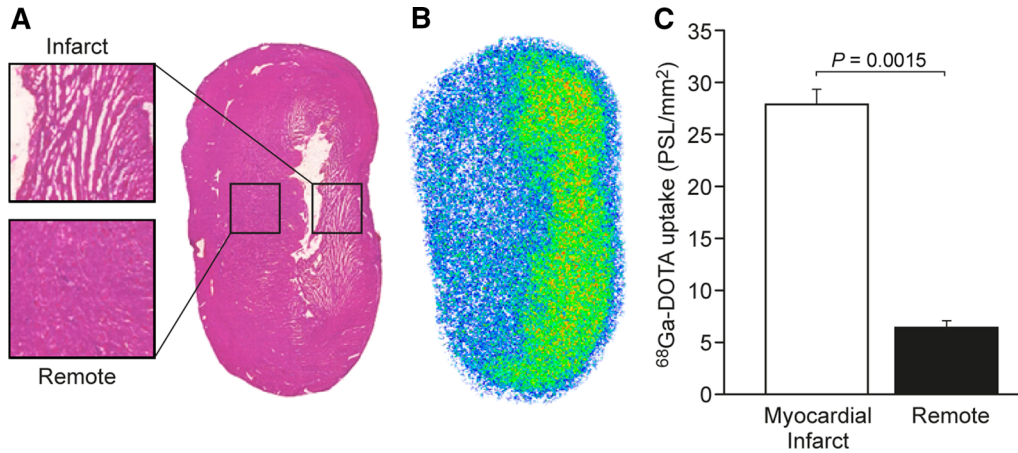 A
Infarct
Remote
B
C
⁶⁸Ga-DOTA uptake (PSL/mm²)
35
30
25
20
15
10
5
0
P = 0.0015
Myocardial
Infarct
Remote